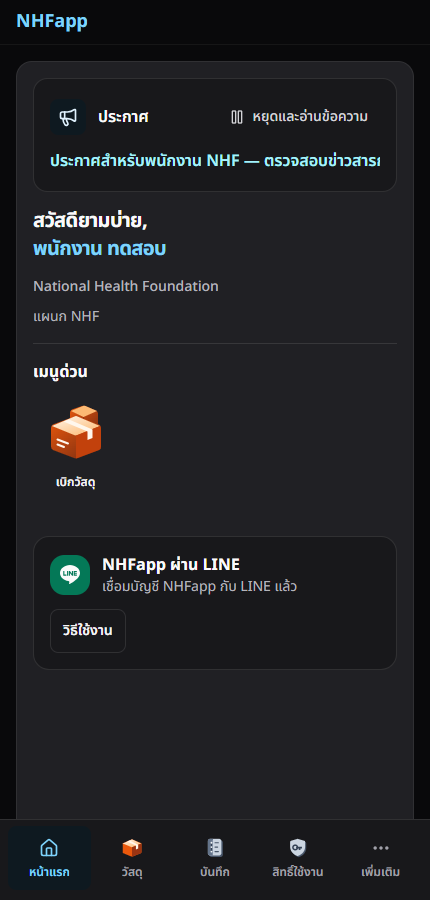 NHFapp
ประกาศ
หยุดและอ่านข้อความ
ประกาศสำหรับพนักงาน NHF — ตรวจสอบข่าวสาร
สวัสดียามบ่าย,
พนักงาน ทดสอบ
National Health Foundation
แผนก NHF
เมนูด่วน
เบิกวัสดุ
LINE
NHFapp ผ่าน LINE
เชื่อมบัญชี NHFapp กับ LINE แล้ว
วิธีใช้งาน
หน้าแรก
วัสดุ
บันทึก
สิทธิ์ใช้งาน
เพิ่มเติม